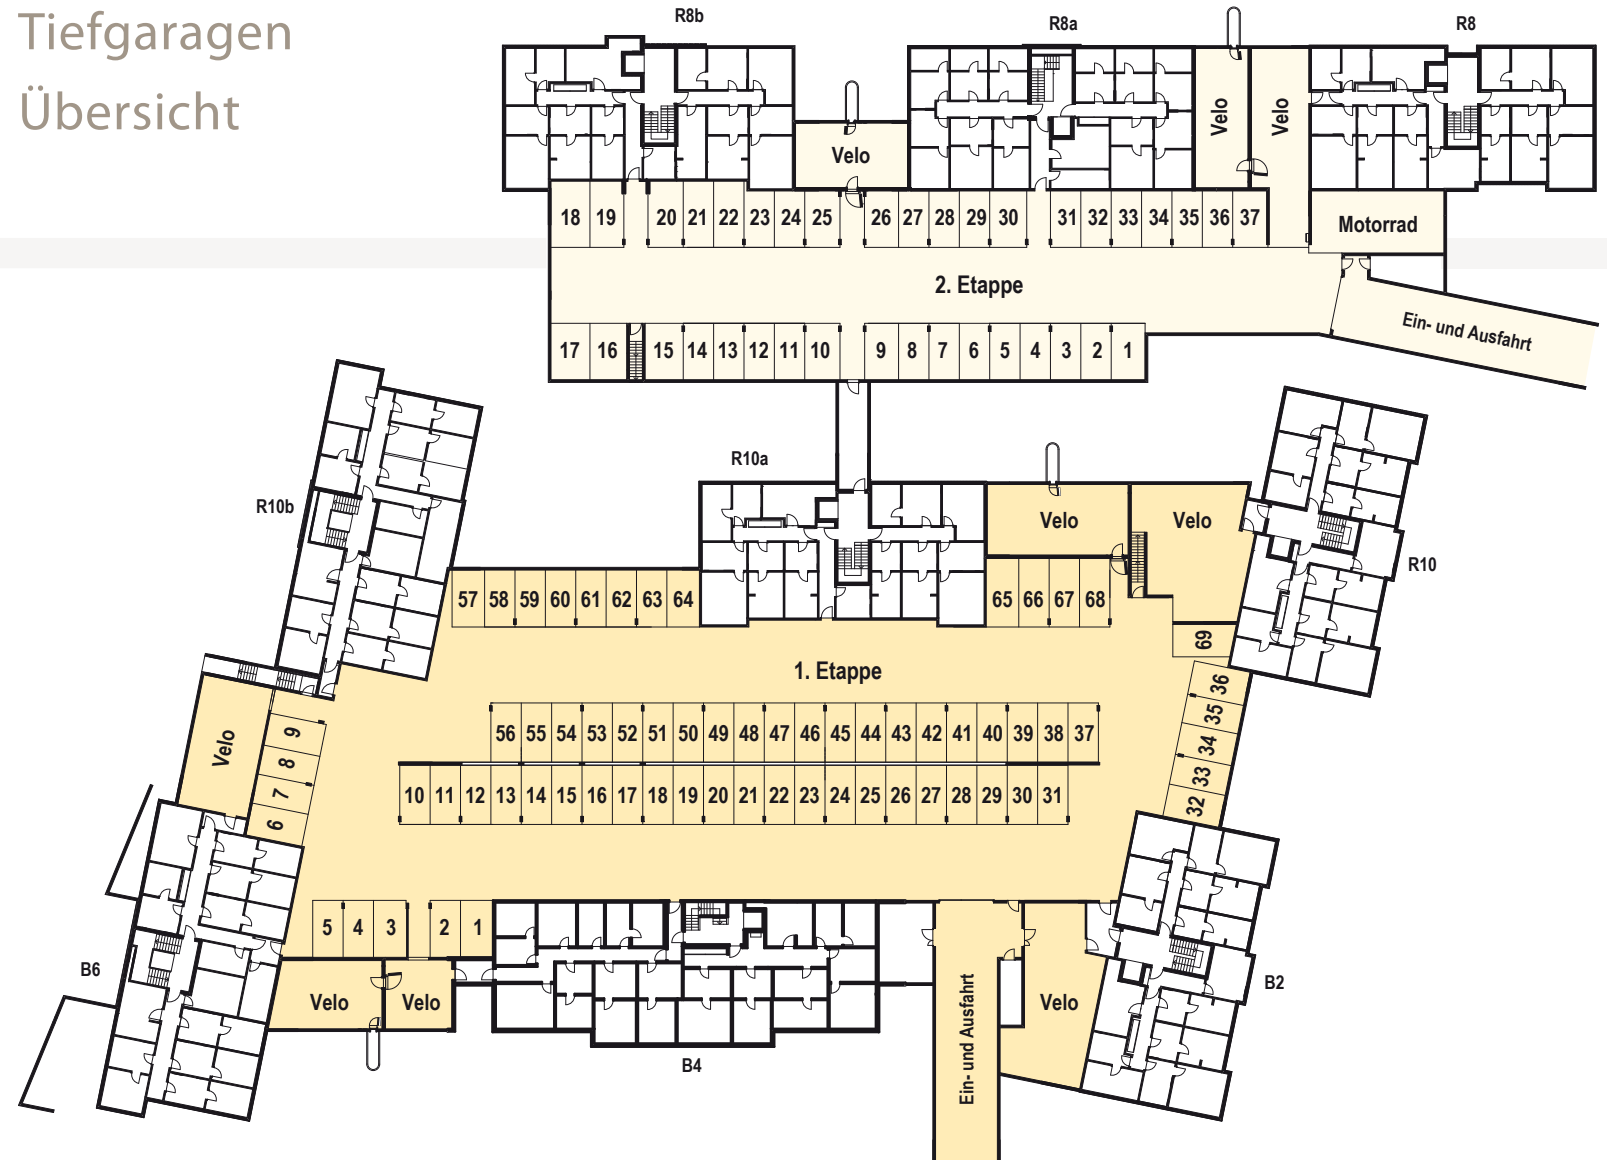 Tiefgaragen
Übersicht
R8b
R8a
R8
Velo
Velo
Velo
18 19 20 21 22 23 24 25 26 27 28 29 30 31 32 33 34 35 36 37
Motorrad
2. Etappe
Ein- und Ausfahrt
17 16 15 14 13 12 11 10 9 8 7 6 5 4 3 2 1
R10a
R10b
R10
Velo
Velo
57 58 59 60 61 62 63 64
65 66 67 68
69
1. Etappe
36
35
34
33
32
56 55 54 53 52 51 50 49 48 47 46 45 44 43 42 41 40 39 38 37
10 11 12 13 14 15 16 17 18 19 20 21 22 23 24 25 26 27 28 29 30 31
Velo
9
8
7
6
5 4 3 2 1
B6
Velo
Velo
B4
Ein- und Ausfahrt
Velo
B2